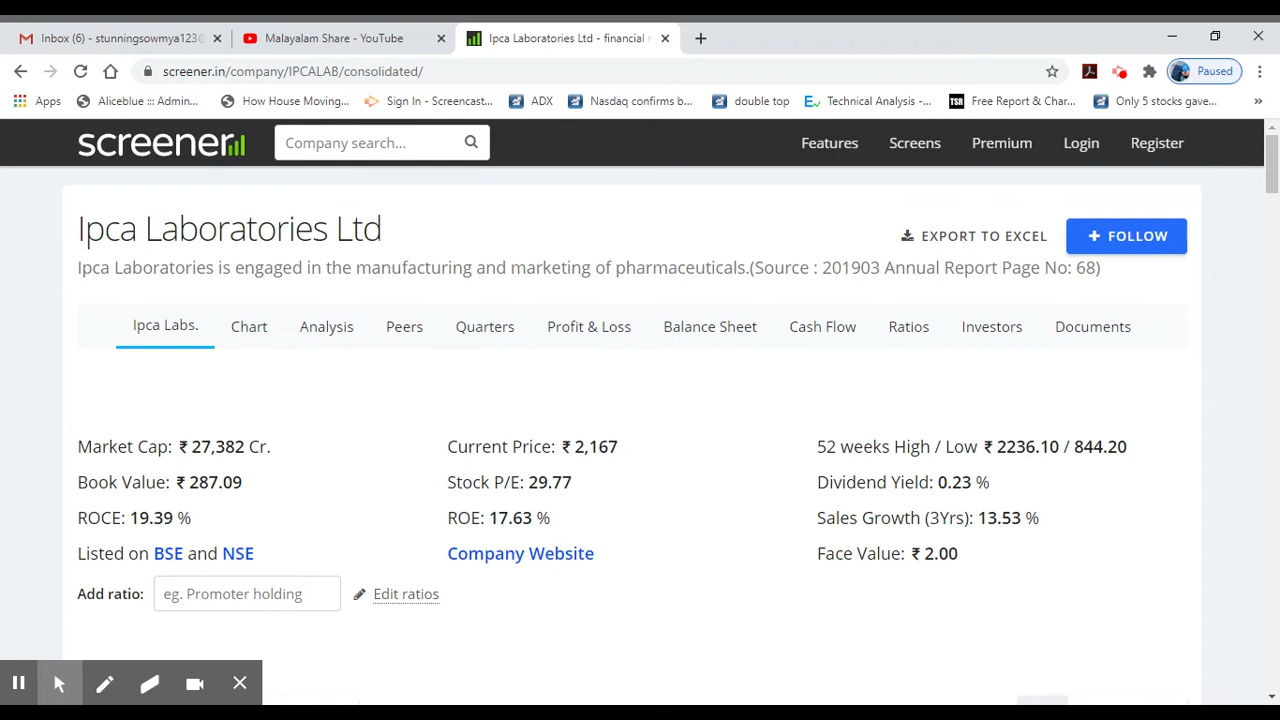 Inbox (6) - stunningsowmya123@
Malayalam Share - YouTube
Ipca Laboratories Ltd - financial
screener.in/company/IPCALAB/consolidated/
Paused
Apps
Aliceblue ::: Admin...
How House Moving...
Sign In - Screencast...
ADX
Nasdaq confirms b...
double top
Technical Analysis -...
TSR
Free Report & Char...
Only 5 stocks gave...
»
screener
Company search...
Features
Screens
Premium
Login
Register
Ipca Laboratories Ltd
EXPORT TO EXCEL
+ FOLLOW
Ipca Laboratories is engaged in the manufacturing and marketing of pharmaceuticals.(Source : 201903 Annual Report Page No: 68)
Ipca Labs.
Chart
Analysis
Peers
Quarters
Profit & Loss
Balance Sheet
Cash Flow
Ratios
Investors
Documents
Market Cap: ₹ 27,382 Cr.
Current Price: ₹ 2,167
52 weeks High / Low ₹ 2236.10 / 844.20
Book Value: ₹ 287.09
Stock P/E: 29.77
Dividend Yield: 0.23 %
ROCE: 19.39 %
ROE: 17.63 %
Sales Growth (3Yrs): 13.53 %
Listed on BSE and NSE
Company Website
Face Value: ₹ 2.00
Add ratio:
eg. Promoter holding
Edit ratios